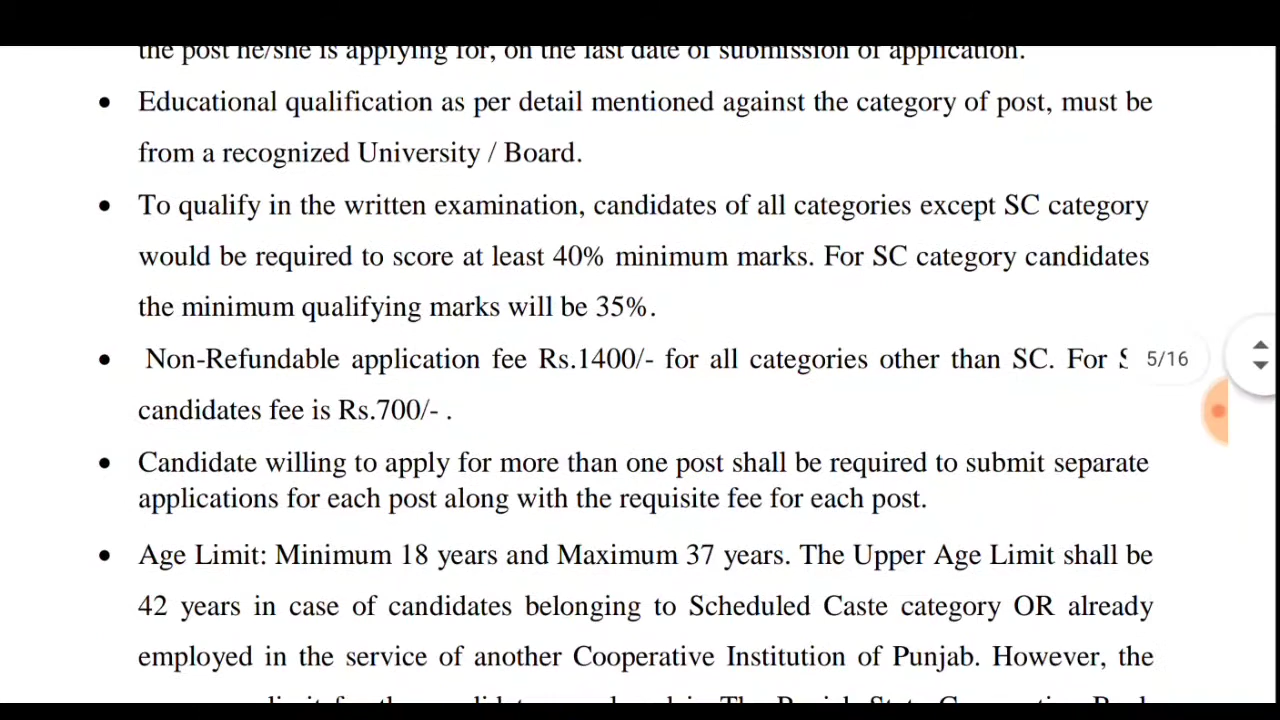 the post he/she is applying for, on the last date of submission of application.
• Educational qualification as per detail mentioned against the category of post, must be
from a recognized University / Board.
• To qualify in the written examination, candidates of all categories except SC category
would be required to score at least 40% minimum marks. For SC category candidates
the minimum qualifying marks will be 35%.
• Non-Refundable application fee Rs.1400/- for all categories other than SC. For
5/16
candidates fee is Rs.700/- .
• Candidate willing to apply for more than one post shall be required to submit separate
applications for each post along with the requisite fee for each post.
• Age Limit: Minimum 18 years and Maximum 37 years. The Upper Age Limit shall be
42 years in case of candidates belonging to Scheduled Caste category OR already
employed in the service of another Cooperative Institution of Punjab. However, the